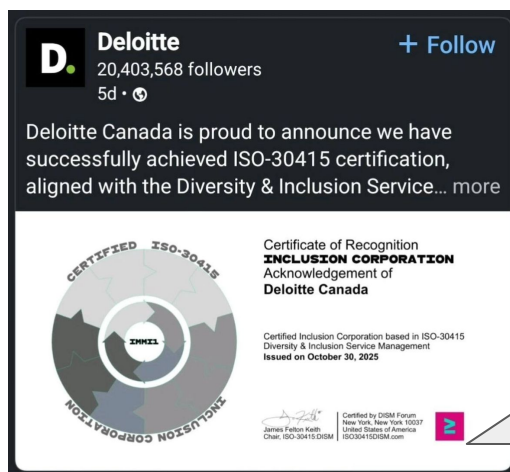 D.
Deloitte
+ Follow
20,403,568 followers
5d •
Deloitte Canada is proud to announce we have
successfully achieved ISO-30415 certification,
aligned with the Diversity & Inclusion Service... more
CERTIFIED ISO-30415
INCLUSION CORPORATION
IMMI1
Certificate of Recognition
INCLUSION CORPORATION
Acknowledgement of
Deloitte Canada
Certified Inclusion Corporation based in ISO-30415
Diversity & Inclusion Service Management
Issued on October 30, 2025
James Felton Keith
Chair, ISO-30415:DISM
Certified by DISM Forum
New York, New York 10037
United States of America
ISO30415DISM.com